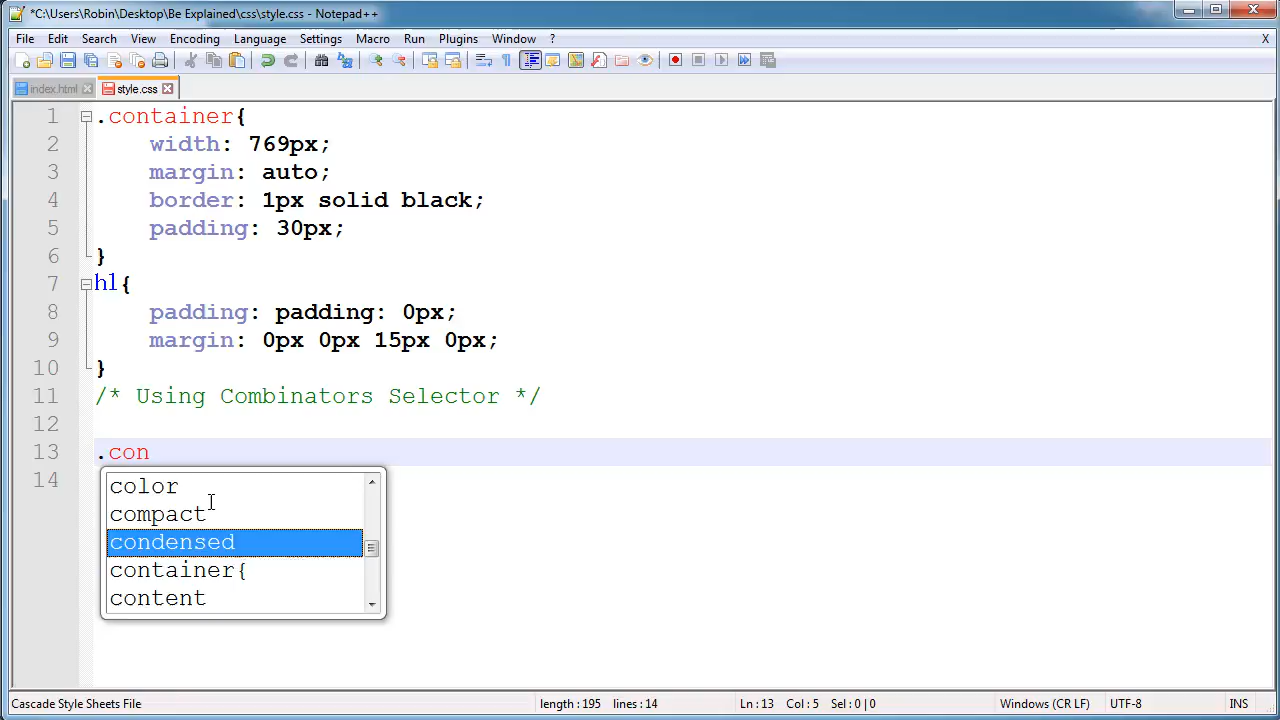 *C:\Users\Robin\Desktop\Be Explained\css\style.css - Notepad++
File Edit Search View Encoding Language Settings Macro Run Plugins Window ? X
index.html style.css
1 .container{
2 width: 769px;
3 margin: auto;
4 border: 1px solid black;
5 padding: 30px;
6 }
7 hl{
8 padding: padding: 0px;
9 margin: 0px 0px 15px 0px;
10 }
11 /* Using Combinators Selector */
12
13 .con
14
color
compact
condensed
container{
content
Cascade Style Sheets File length : 195 lines : 14 Ln : 13 Col : 5 Sel : 0 | 0 Windows (CR LF) UTF-8 INS